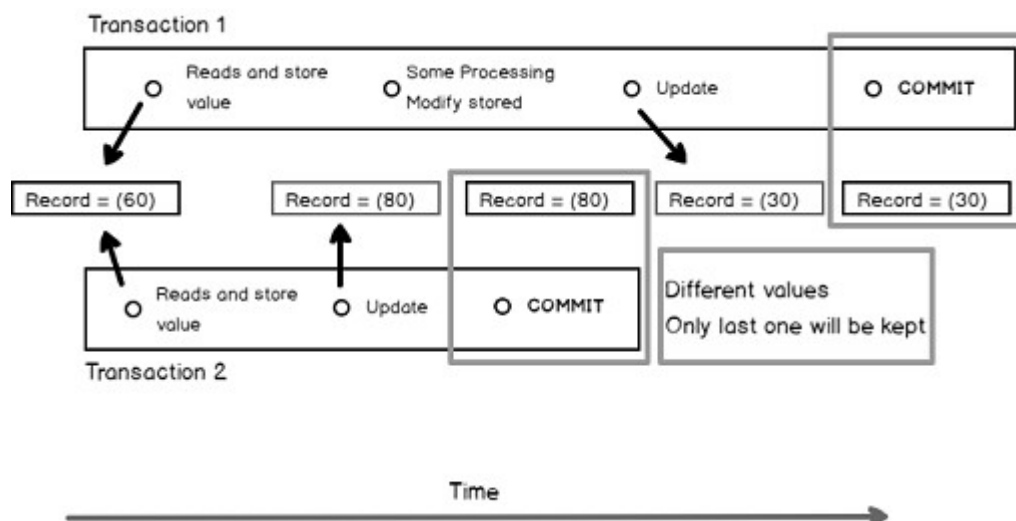 Transaction 1
Reads and store
value
Some Processing
Modify stored
Update
COMMIT
Record = (60)
Record = (80)
Record = (80)
Record = (30)
Record = (30)
Reads and store
value
Update
COMMIT
Different values
Only last one will be kept
Transaction 2
Time